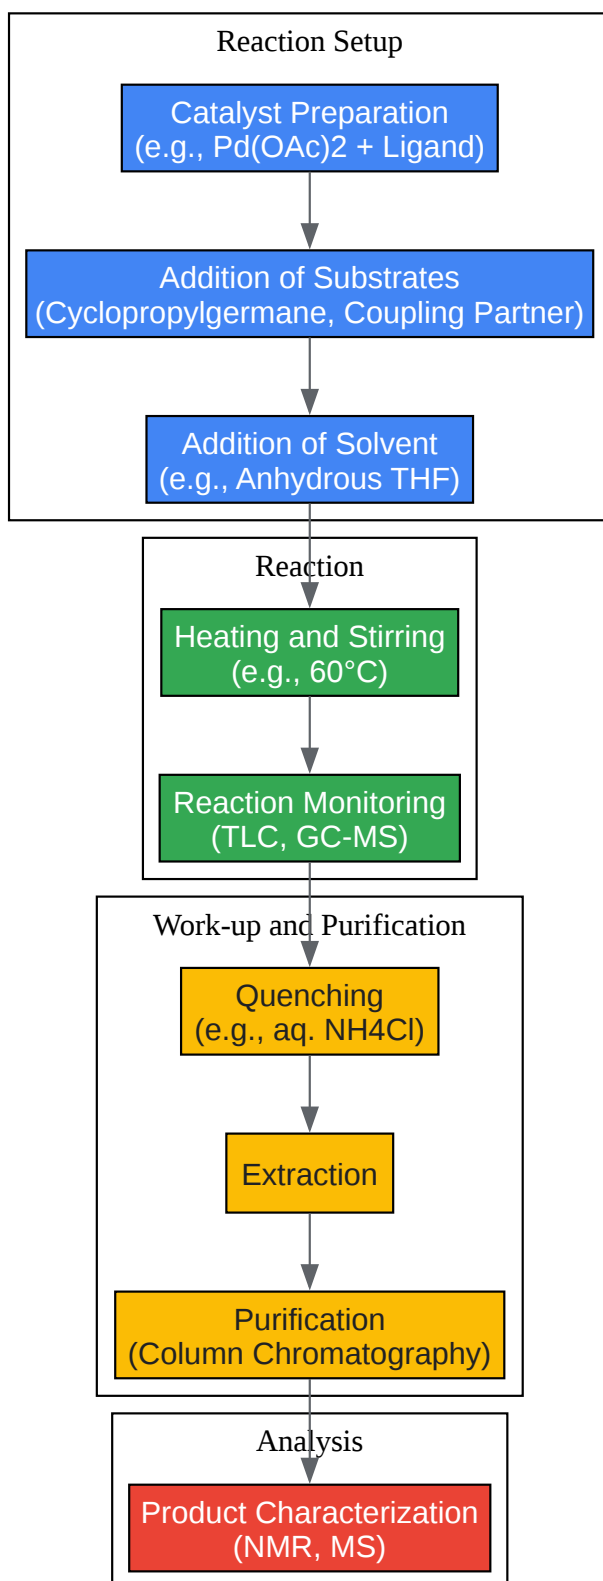 Reaction Setup
Catalyst Preparation
(e.g., Pd(OAc)2 + Ligand)
Addition of Substrates
(Cyclopropylgermane, Coupling Partner)
Addition of Solvent
(e.g., Anhydrous THF)
Reaction
Heating and Stirring
(e.g., 60°C)
Reaction Monitoring
(TLC, GC-MS)
Work-up and Purification
Quenching
(e.g., aq. NH4Cl)
Extraction
Purification
(Column Chromatography)
Analysis
Product Characterization
(NMR, MS)